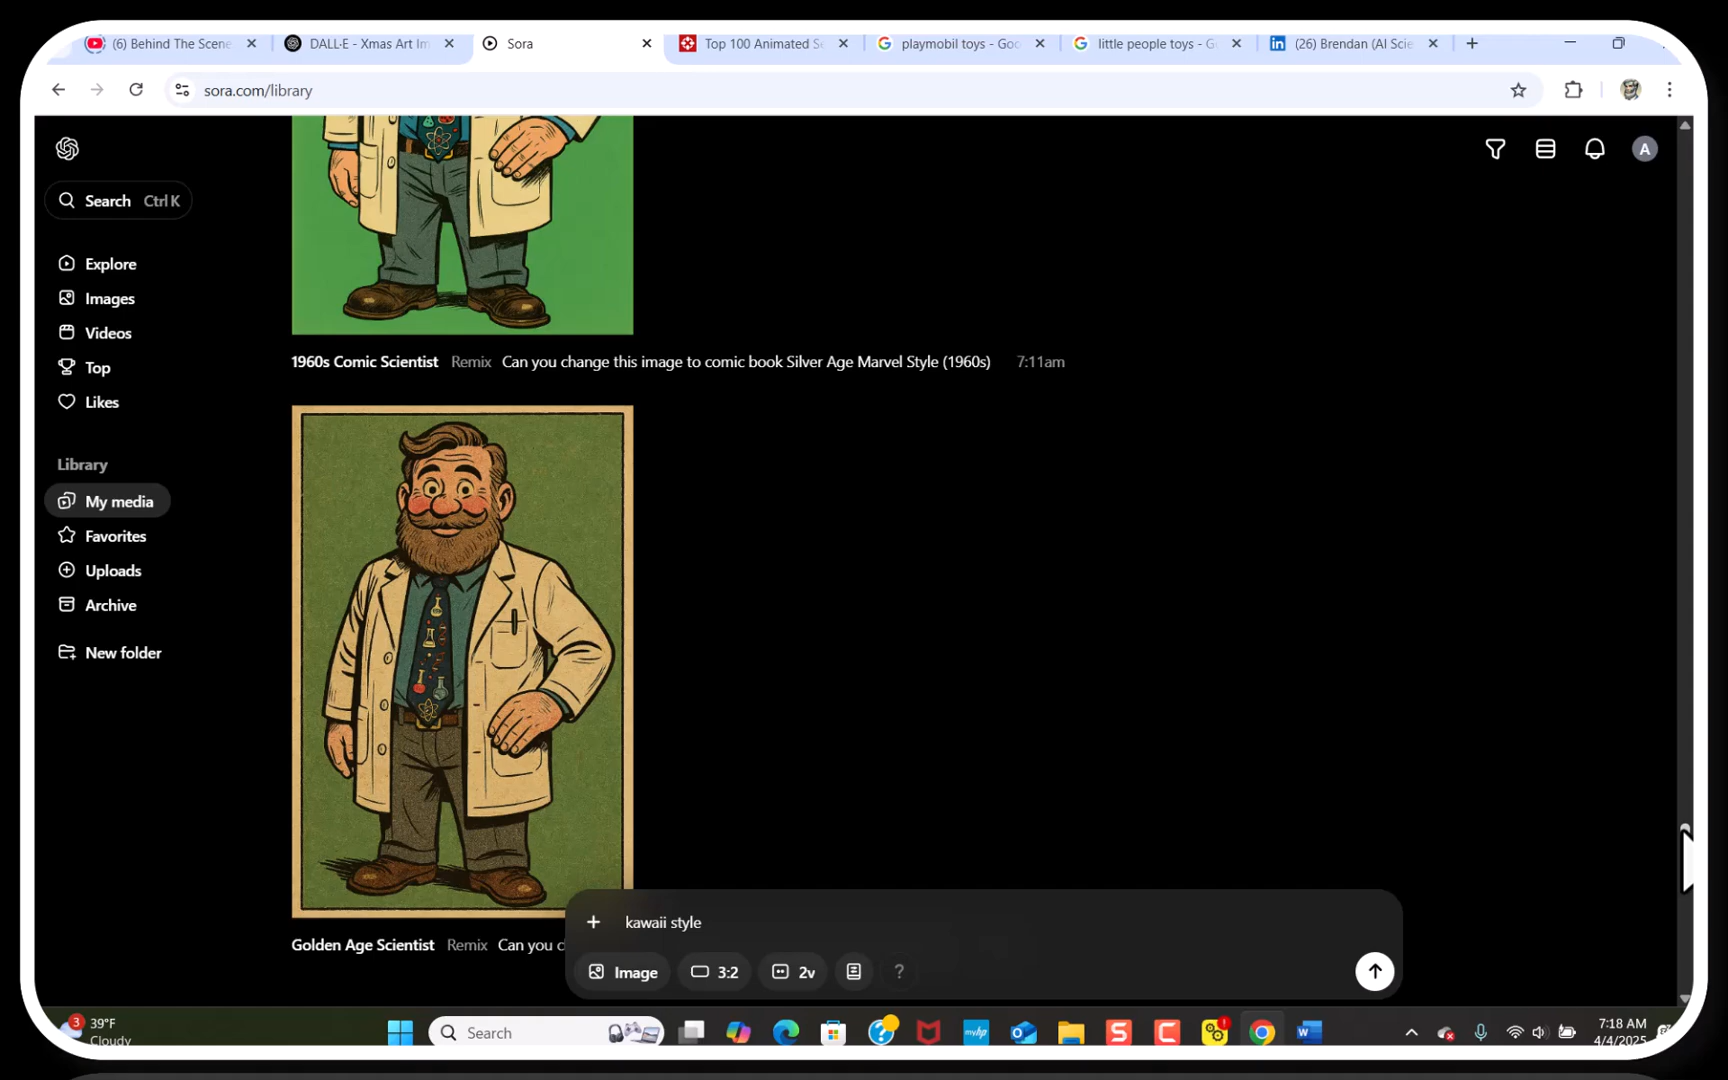 (6) Behind The Scene
DALL·E - Xmas Art Im
Sora
Top 100 Animated Se
playmobil toys - Goo
little people toys - G
(26) Brendan (AI Scie
sora.com/library
A
Search Ctrl K
Explore
Images
Videos
Top
Likes
Library
My media
Favorites
Uploads
Archive
New folder
1960s Comic Scientist Remix Can you change this image to comic book Silver Age Marvel Style (1960s) 7:11am
Golden Age Scientist Remix Can you c
kawaii style
Image 3:2 2v ?
3
39°F
Cloudy
Search
myhp
7:18 AM
4/4/2025